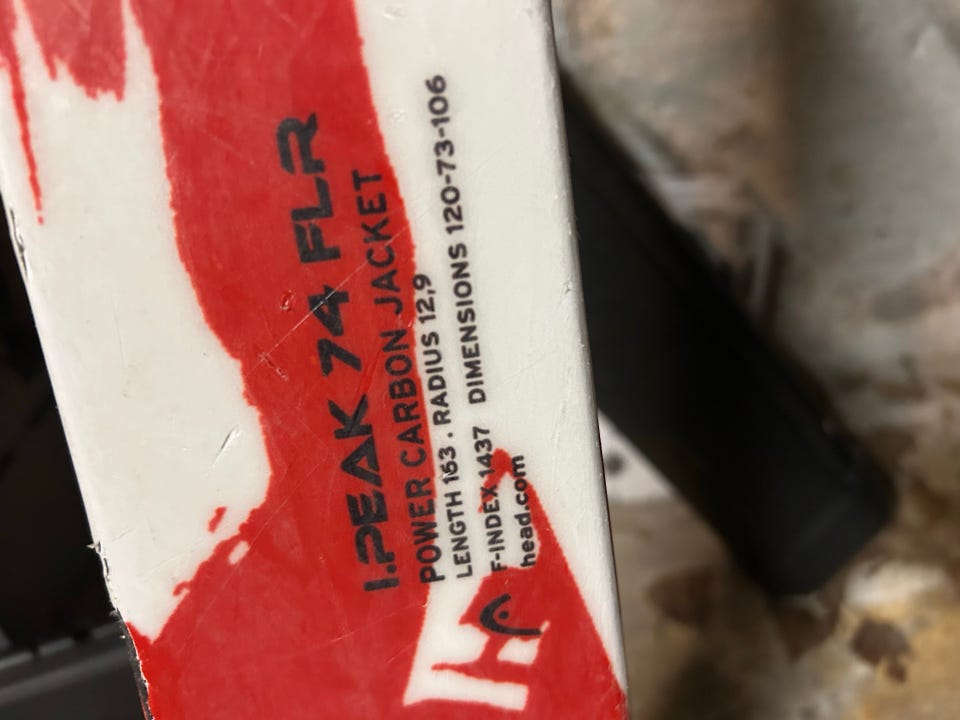 I.PEAK 74 FLR
POWER CARBON JACKET
LENGTH 163 . RADIUS 12,9
F-INDEX 1437 DIMENSIONS 120-73-106
head.com